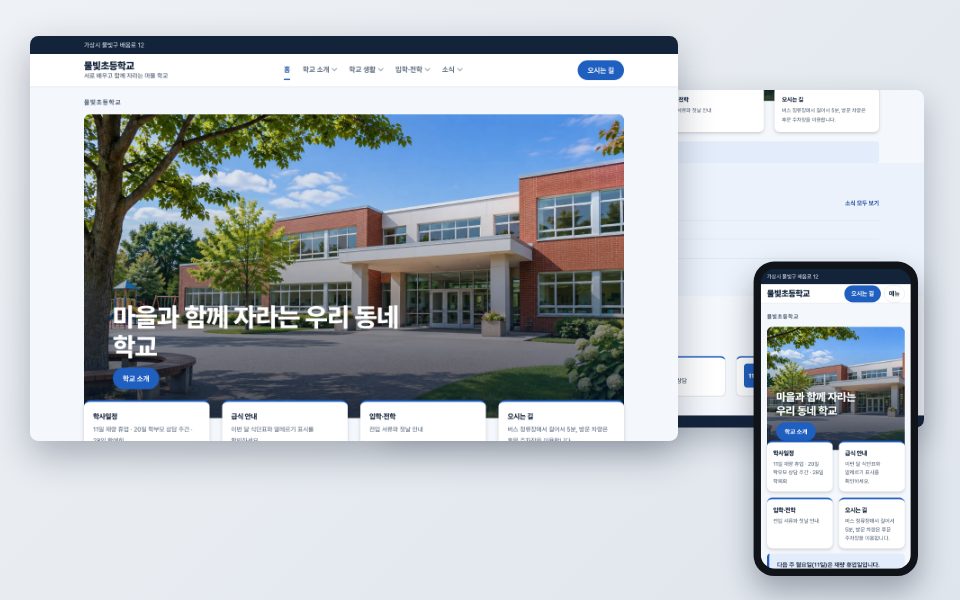 가상시 물빛구 배움로 12
물빛초등학교
서로 배우고 함께 자라는 마을 학교
홈
학교 소개
학교 생활
입학·전학
소식
오시는 길
물빛초등학교
마을과 함께 자라는 우리 동네
학교
학교 소개
학사일정
11일 재량 휴업 · 20일 학부모 상담 주간 ·
급식 안내
이번 달 식단표와 알레르기 표시를
입학·전학
전입 서류와 첫날 안내
오시는 길
버스 정류장에서 걸어서 5분, 방문 차량은
전학
첫날 안내
오시는 길
버스 정류장에서 걸어서 5분, 방문 차량은
후문 주차장을 이용합니다.
소식 모두 보기
상담
11
가상시 물빛구 배움로 12
물빛초등학교
오시는 길
메뉴
물빛초등학교
마을과 함께 자라는
우리 동네 학교
학교 소개
학사일정
11일 재량 휴업 · 20일
학부모 상담 주간 · 28일
급식 안내
이번 달 식단표와
알레르기 표시를
확인하세요.
입학·전학
전입 서류와 첫날 안내
오시는 길
버스 정류장에서 걸어서
5분, 방문 차량은 후문
주차장을 이용합니다.
다음 주 월요일(11일)은 재량 휴업일입니다.